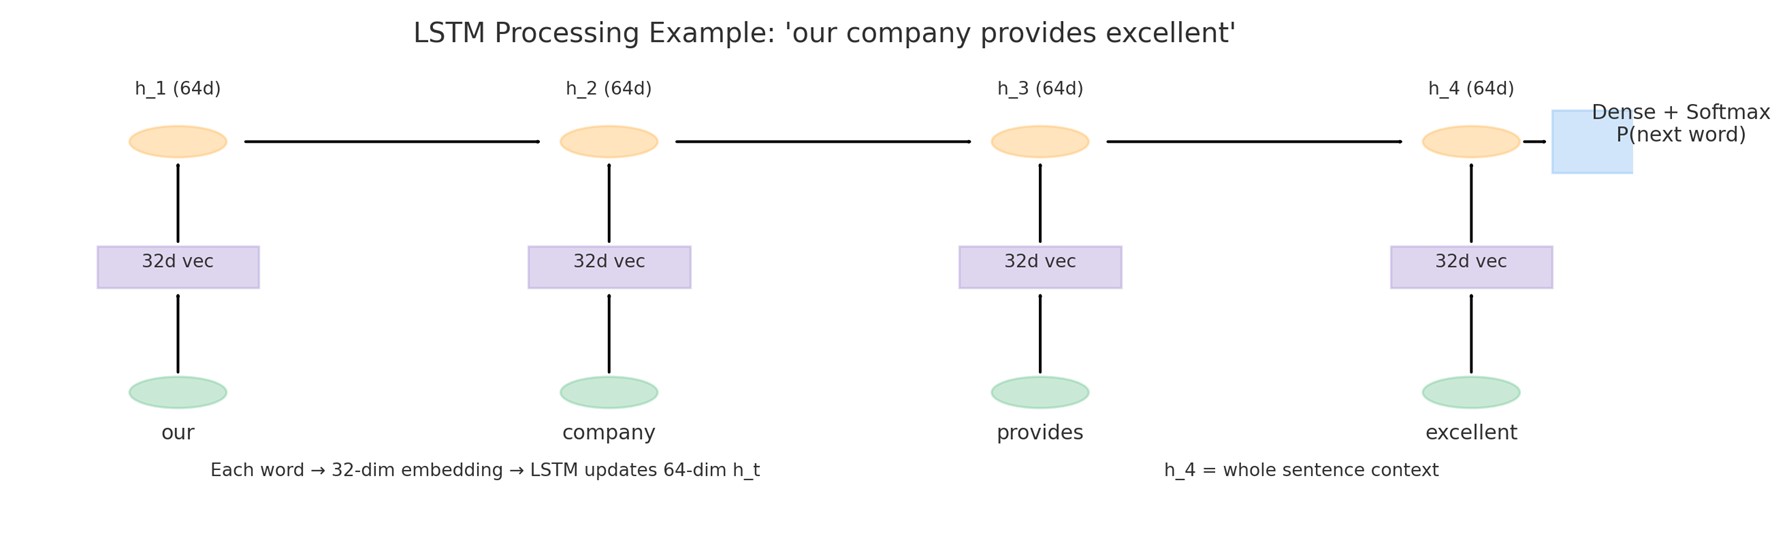 LSTM Processing Example: 'our company provides excellent'
h_1 (64d)
h_2 (64d)
h_3 (64d)
h_4 (64d)
Dense + Softmax
P(next word)
32d vec
32d vec
32d vec
32d vec
our
company
provides
excellent
Each word → 32-dim embedding → LSTM updates 64-dim h_t
h_4 = whole sentence context